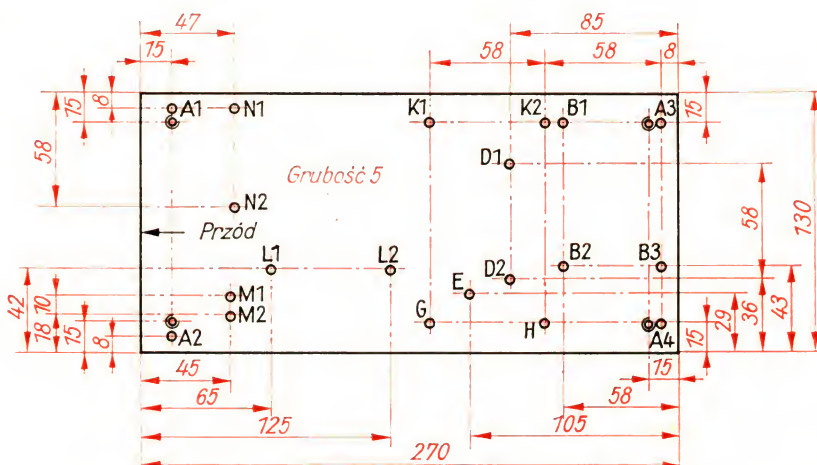 47
85
15
58
58
8
15
8
A1
N1
K1
K2
B1
A3
15
D1
58
Grubość 5
58
130
N2
Przód
L1
L2
B2
B3
D2
E
42
10
M1
M2
18
15
8
A2
G
H
A4
29
36
43
15
15
45
65
58
125
105
270